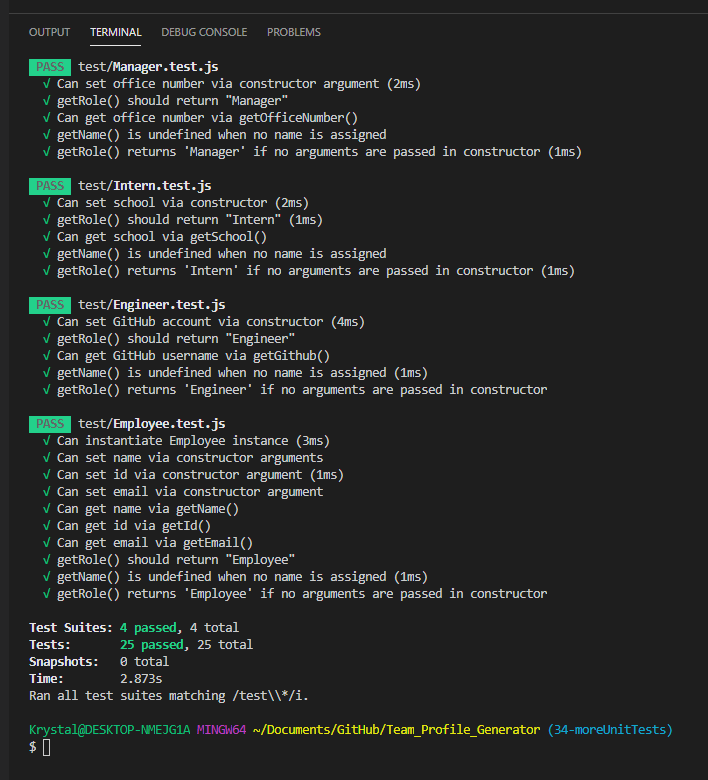 OUTPUT TERMINAL DEBUG CONSOLE PROBLEMS
PASS test/Manager.test.js
√ Can set office number via constructor argument (2ms)
√ getRole() should return "Manager"
√ Can get office number via getOfficeNumber()
√ getName() is undefined when no name is assigned
√ getRole() returns 'Manager' if no arguments are passed in constructor (1ms)
PASS test/Intern.test.js
√ Can set school via constructor (2ms)
√ getRole() should return "Intern" (1ms)
√ Can get school via getSchool()
√ getName() is undefined when no name is assigned
√ getRole() returns 'Intern' if no arguments are passed in constructor (1ms)
PASS test/Engineer.test.js
√ Can set GitHub account via constructor (4ms)
√ getRole() should return "Engineer"
√ Can get GitHub username via getGithub()
√ getName() is undefined when no name is assigned (1ms)
√ getRole() returns 'Engineer' if no arguments are passed in constructor
PASS test/Employee.test.js
√ Can instantiate Employee instance (3ms)
√ Can set name via constructor arguments
√ Can set id via constructor argument (1ms)
√ Can set email via constructor argument
√ Can get name via getName()
√ Can get id via getId()
√ Can get email via getEmail()
√ getRole() should return "Employee"
√ getName() is undefined when no name is assigned (1ms)
√ getRole() returns 'Employee' if no arguments are passed in constructor
Test Suites: 4 passed, 4 total
Tests: 25 passed, 25 total
Snapshots: 0 total
Time: 2.873s
Ran all test suites matching /test\\*/i.
Krystal@DESKTOP-NMEJG1A MINGW64 ~/Documents/GitHub/Team_Profile_Generator (34-moreUnitTests)
$